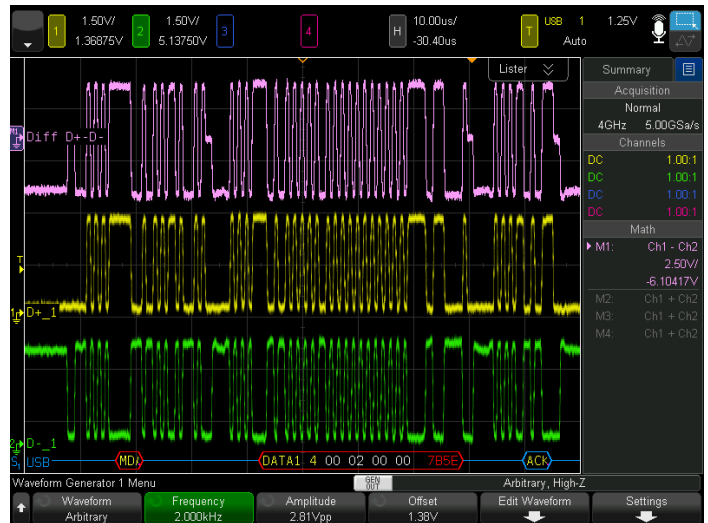 1 1.50V/ 1.36875V 2 1.50V/ 5.13750V 3 4 H 10.00us/ -30.40us T USB 1 1.25V Auto
Lister
Summary
Acquisition
Normal
4GHz 5.00GSa/s
Channels
DC 1.00:1
DC 1.00:1
DC 1.00:1
DC 1.00:1
Math
M1: Ch1 - Ch2
2.50V/
-6.10417V
M2: Ch1 + Ch2
M3: Ch1 + Ch2
M4: Ch1 + Ch2
M1 Diff D+-D-
T
1 D+_1
2 D-_1
S1 USB DATA1 4 00 02 00 00 7B5E ACK
Waveform Generator 1 Menu GEN OUT Arbitrary, High-Z
Waveform Frequency Amplitude Offset Edit Waveform Settings
Arbitrary 2.000kHz 2.81Vpp 1.38V